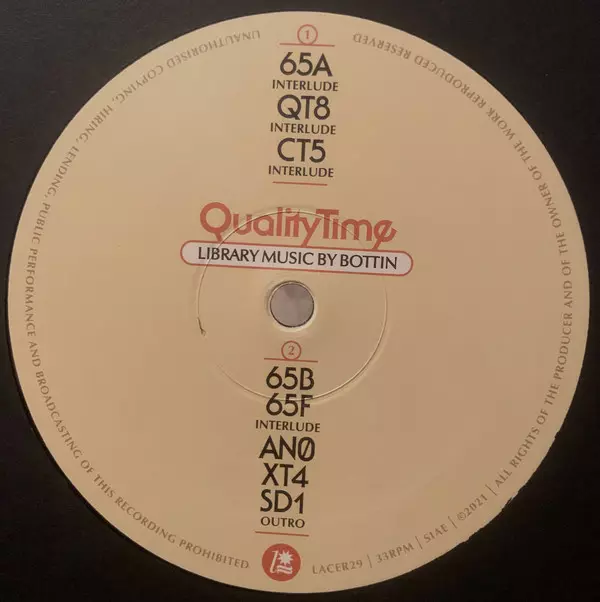 1
65A
INTERLUDE
QT8
INTERLUDE
CT5
INTERLUDE
QualityTime
LIBRARY MUSIC BY BOTTIN
2
65B
65F
INTERLUDE
AN0
XT4
SD1
OUTRO
LACER29 | 33RPM | SIAE | ©2021 | ALL RIGHTS OF THE PRODUCER AND OF THE OWNER OF THE WORK REPRODUCED RESERVED
UNAUTHORISED COPYING, HIRING, LENDING, PUBLIC PERFORMANCE AND BROADCASTING OF THIS RECORDING PROHIBITED